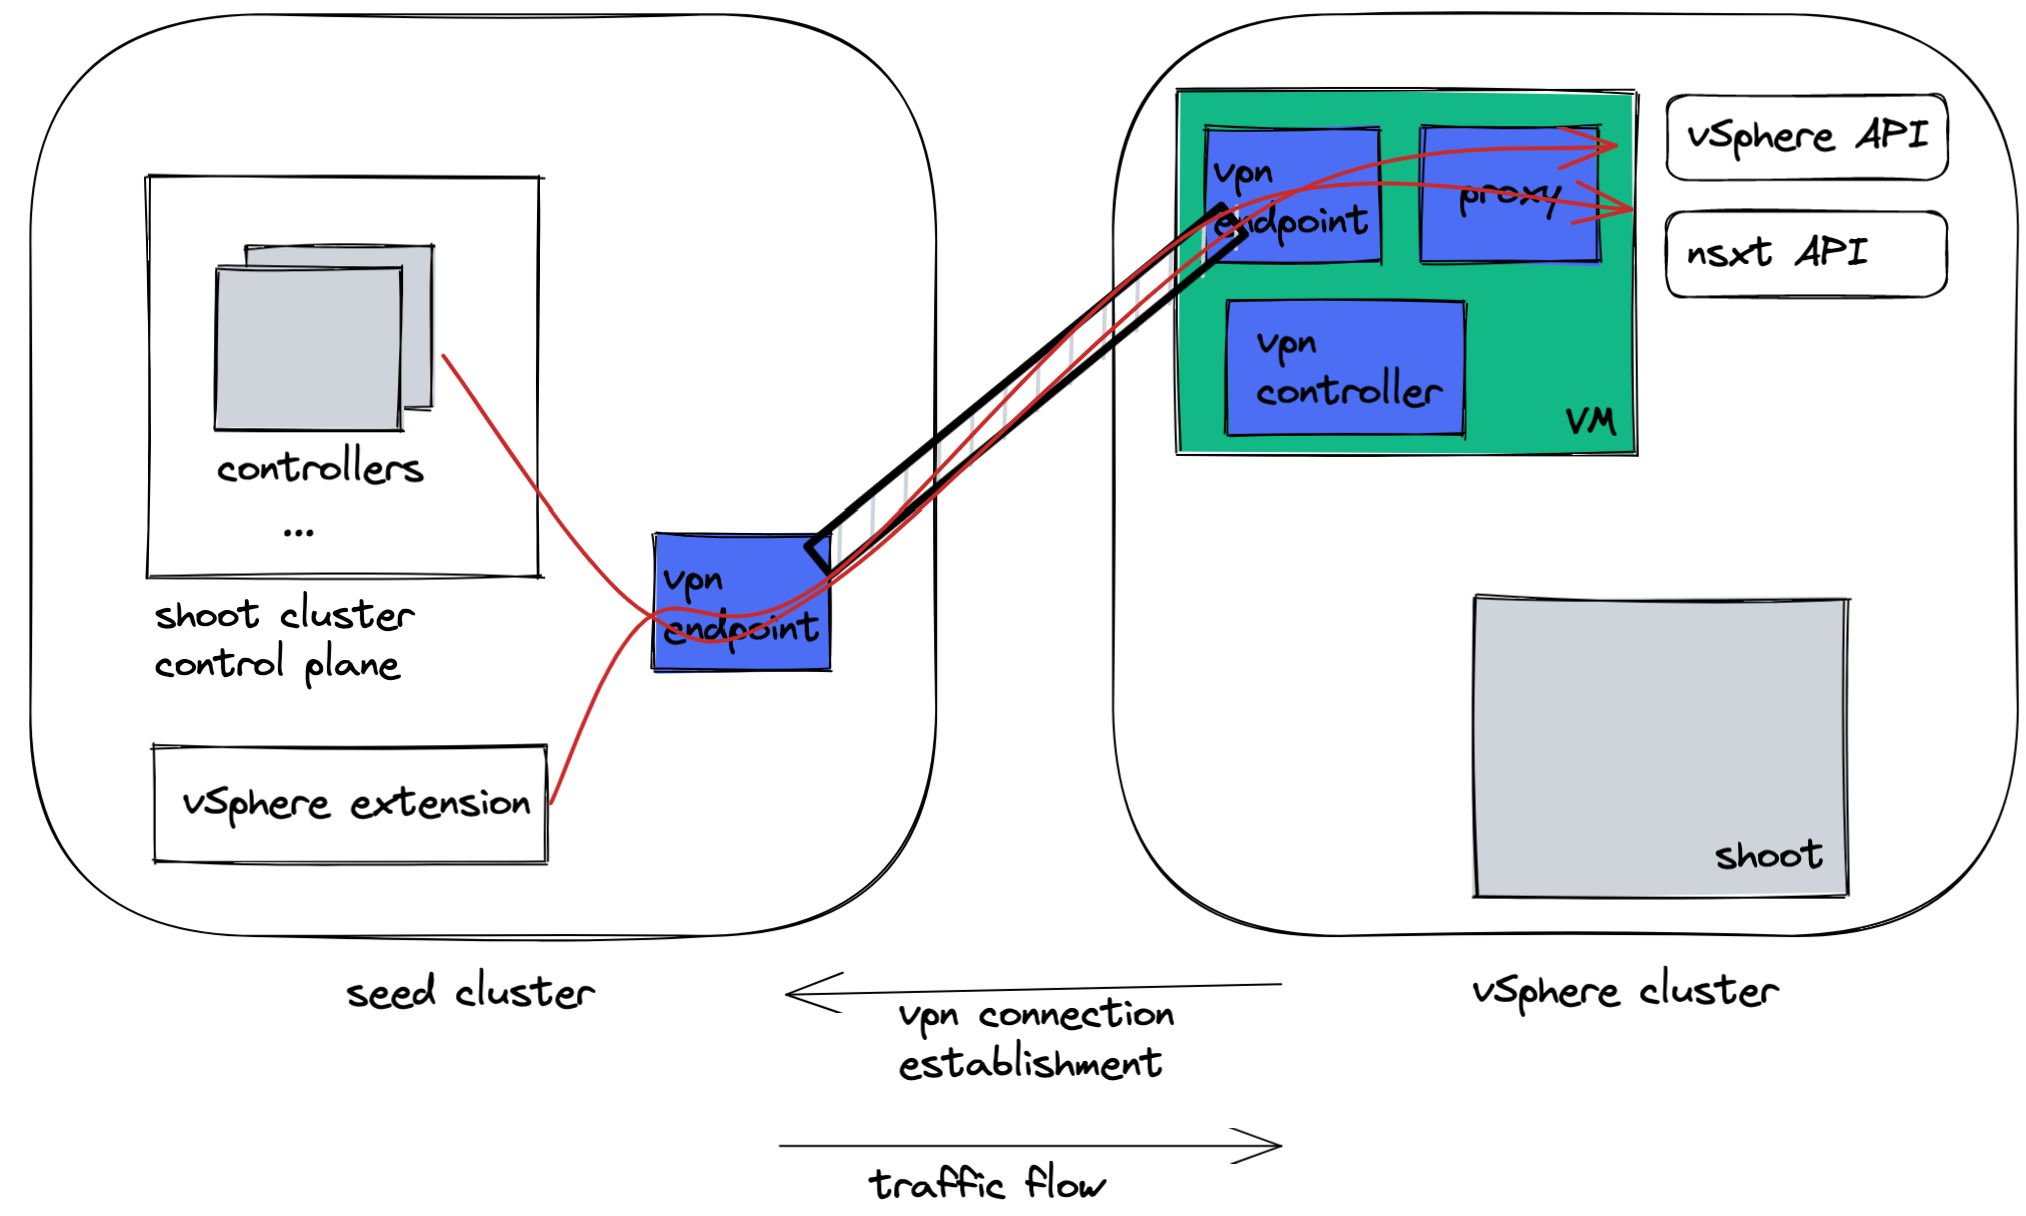 controllers
...
shoot cluster
control plane
vSphere extension
vpn
endpoint
seed cluster
vpn
endpoint
proxy
vpn
controller
VM
vSphere API
nsxt API
shoot
vSphere cluster
vpn connection
establishment
traffic flow